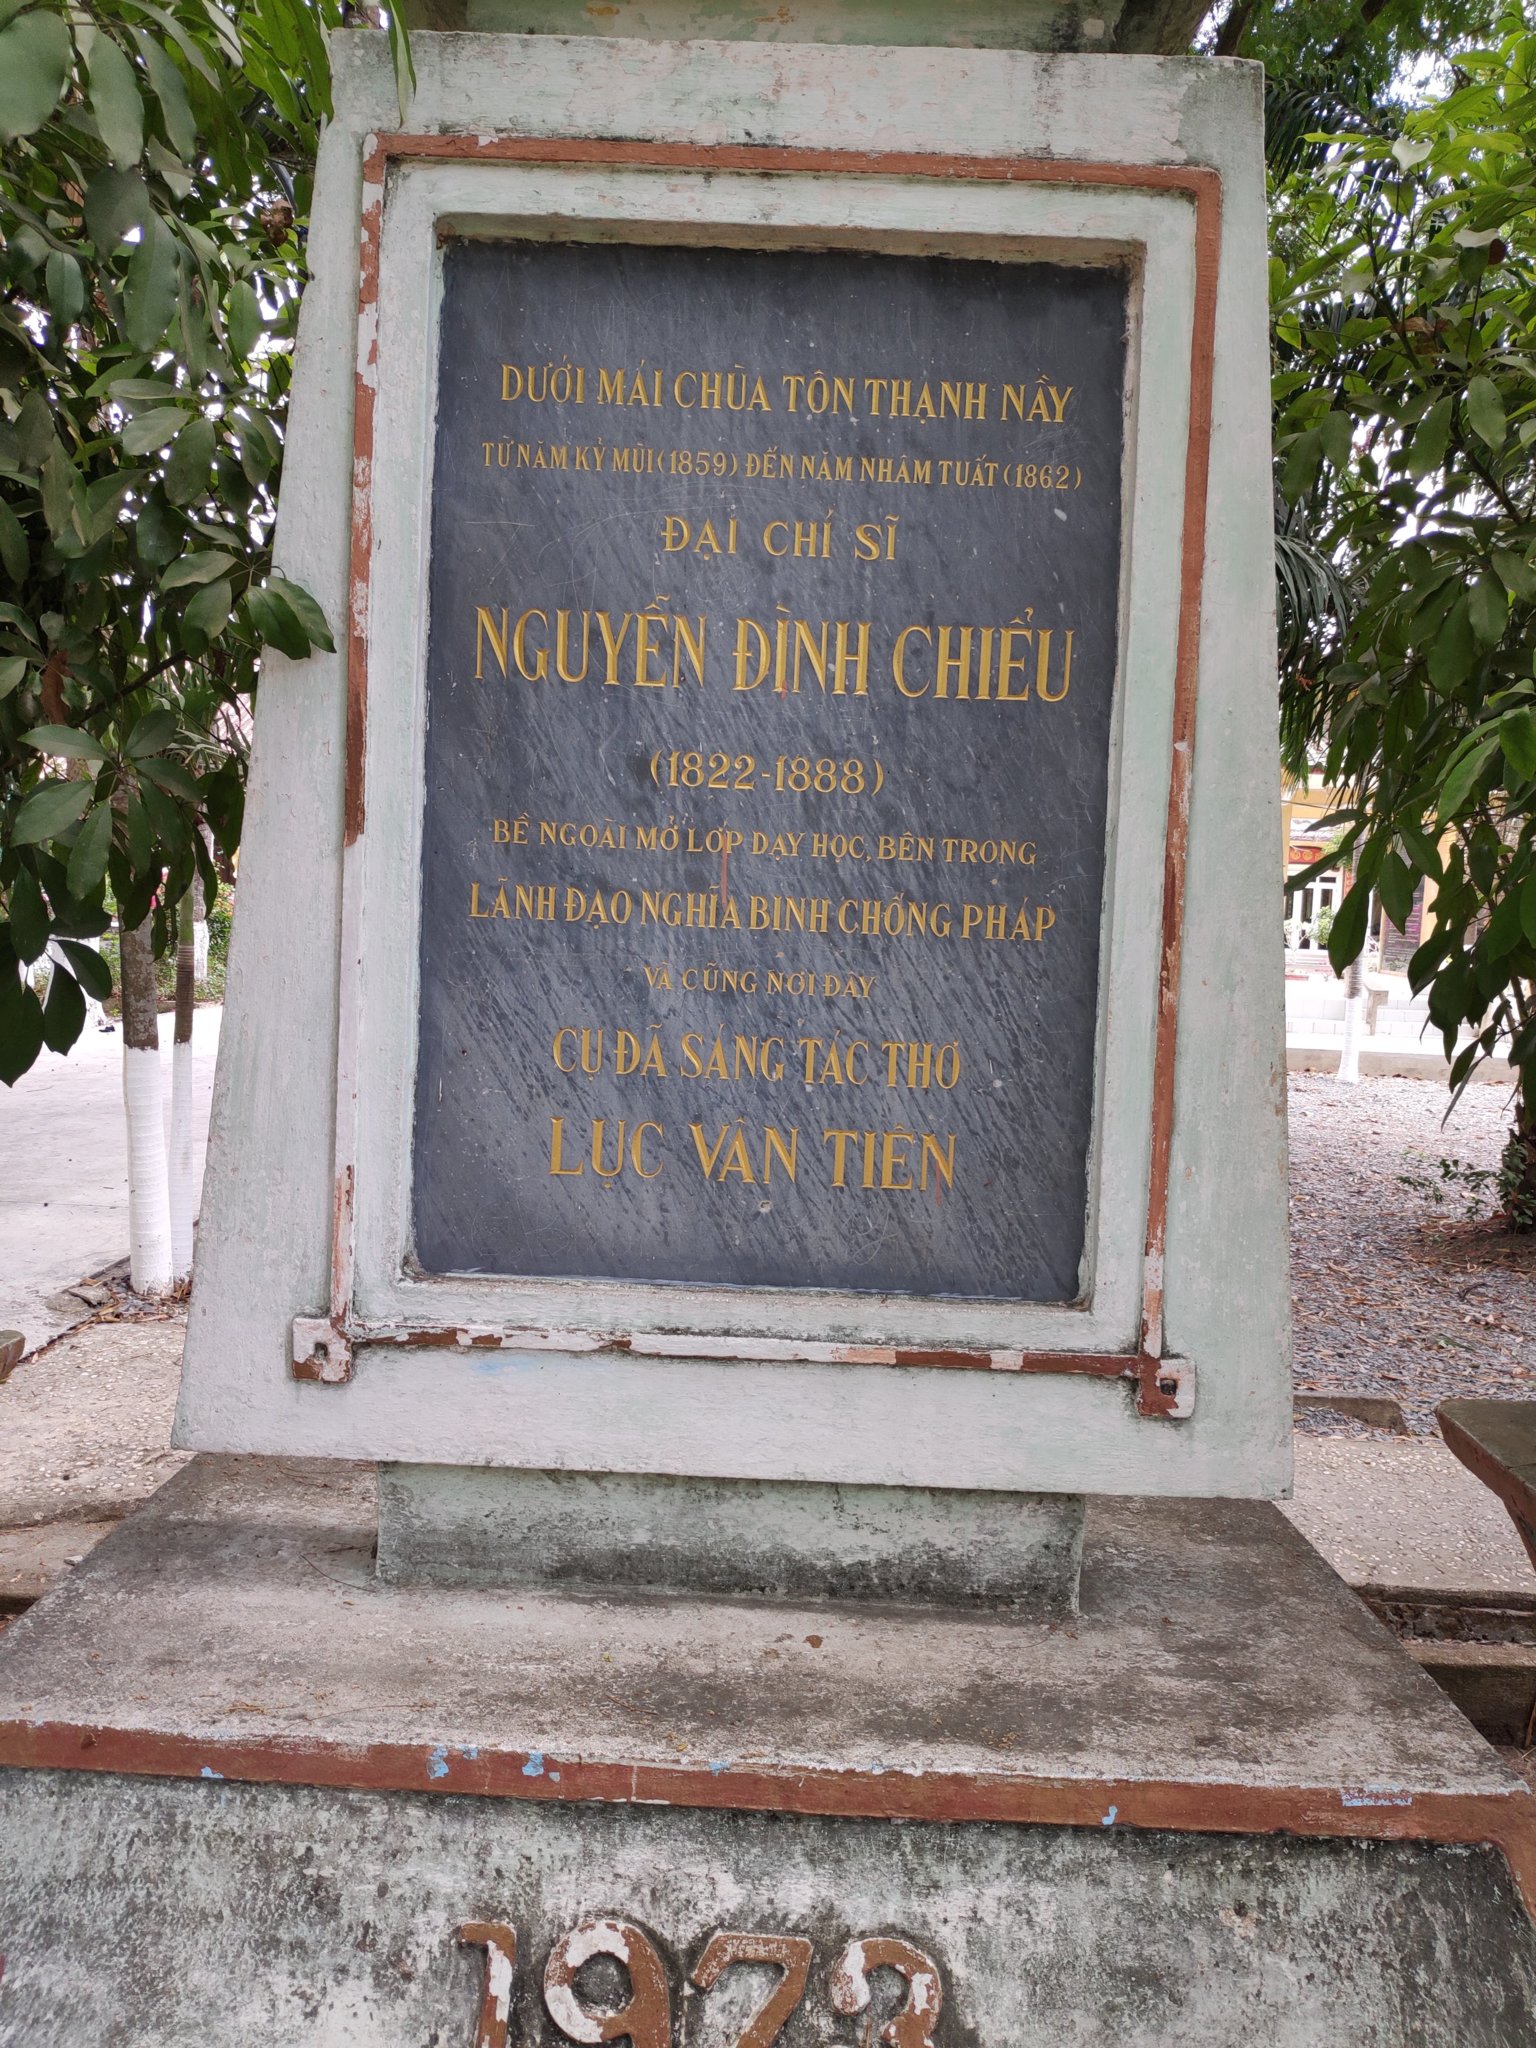 DƯỚI MÁI CHÙA TÔN THẠNH NẦY
TỪ NĂM KỶ MÙI (1859) ĐẾN NĂM NHÂM TUẤT (1862)
ĐẠI CHÍ SĨ
NGUYỄN ĐÌNH CHIỂU
(1822-1888)
BỀ NGOÀI MỞ LỚP DẠY HỌC, BÊN TRONG
LÃNH ĐẠO NGHĨA BINH CHỐNG PHÁP
VÀ CŨNG NƠI ĐÂY
CỤ ĐÃ SÁNG TÁC THƠ
LỤC VÂN TIÊN
1973